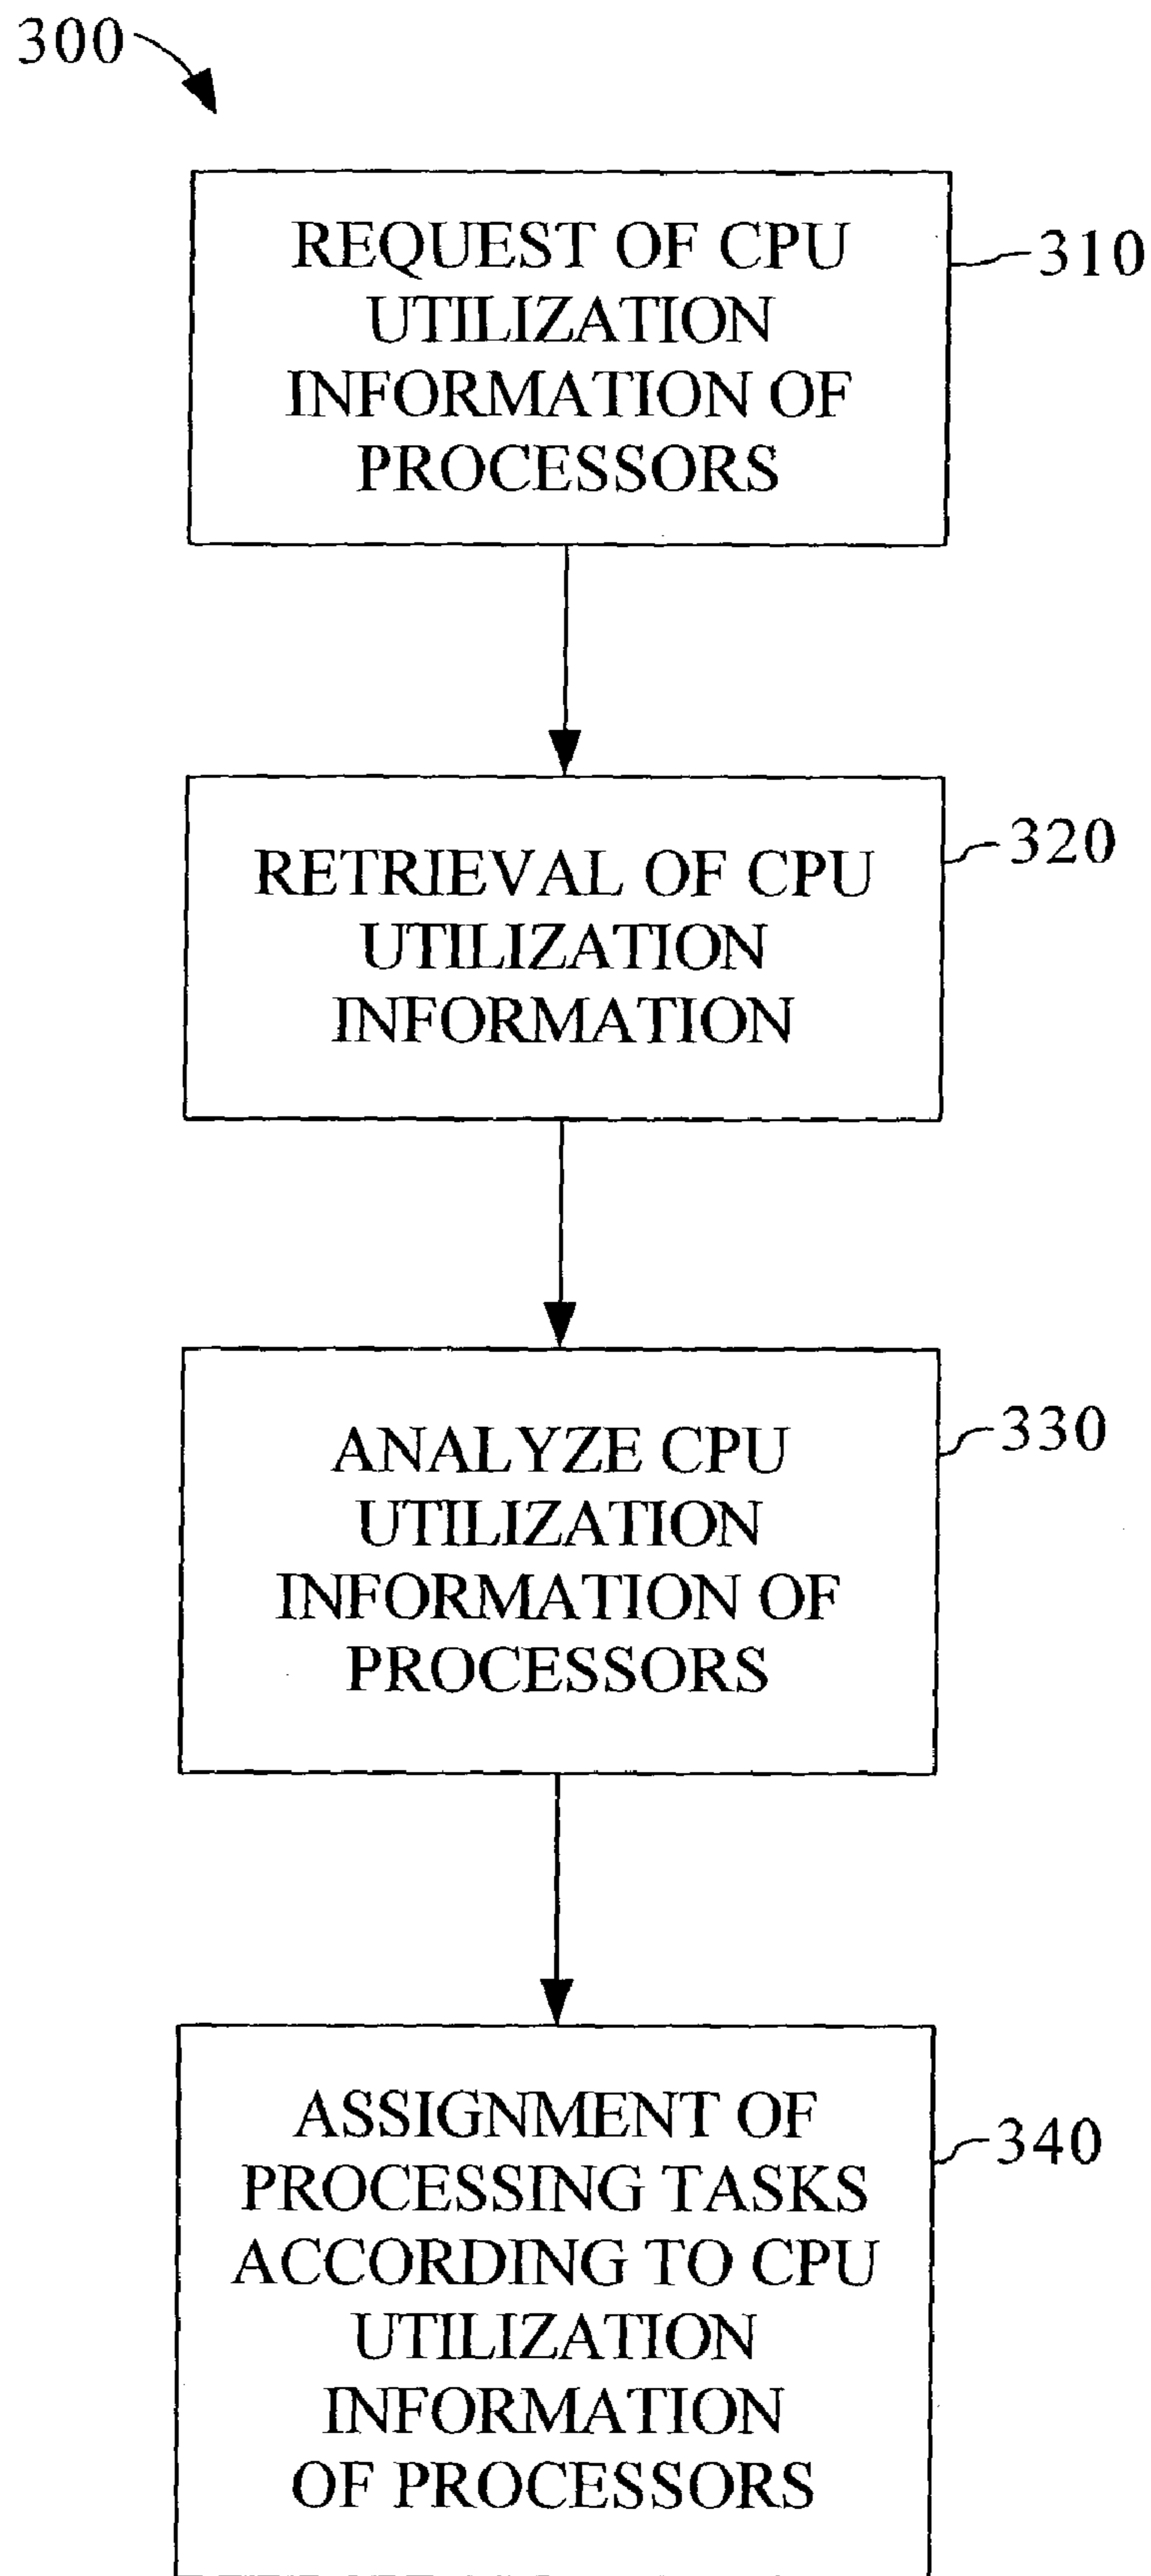 300
REQUEST OF CPU
UTILIZATION
INFORMATION OF
PROCESSORS
310
RETRIEVAL OF CPU
UTILIZATION
INFORMATION
320
ANALYZE CPU
UTILIZATION
INFORMATION OF
PROCESSORS
330
ASSIGNMENT OF
PROCESSING TASKS
ACCORDING TO CPU
UTILIZATION
INFORMATION
OF PROCESSORS
340